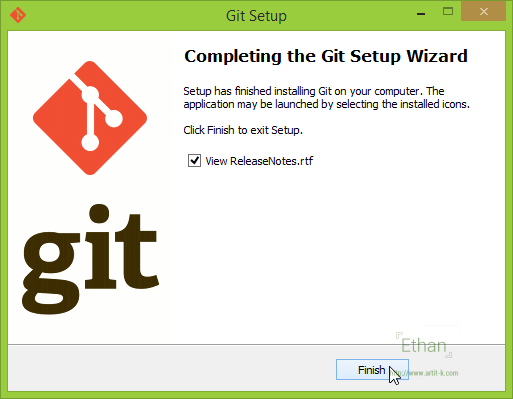 Git Setup
Completing the Git Setup Wizard
Setup has finished installing Git on your computer. The
application may be launched by selecting the installed icons.
Click Finish to exit Setup.
View ReleaseNotes.rtf
git
『Ethan』
Finish
http://www.artit-k.com